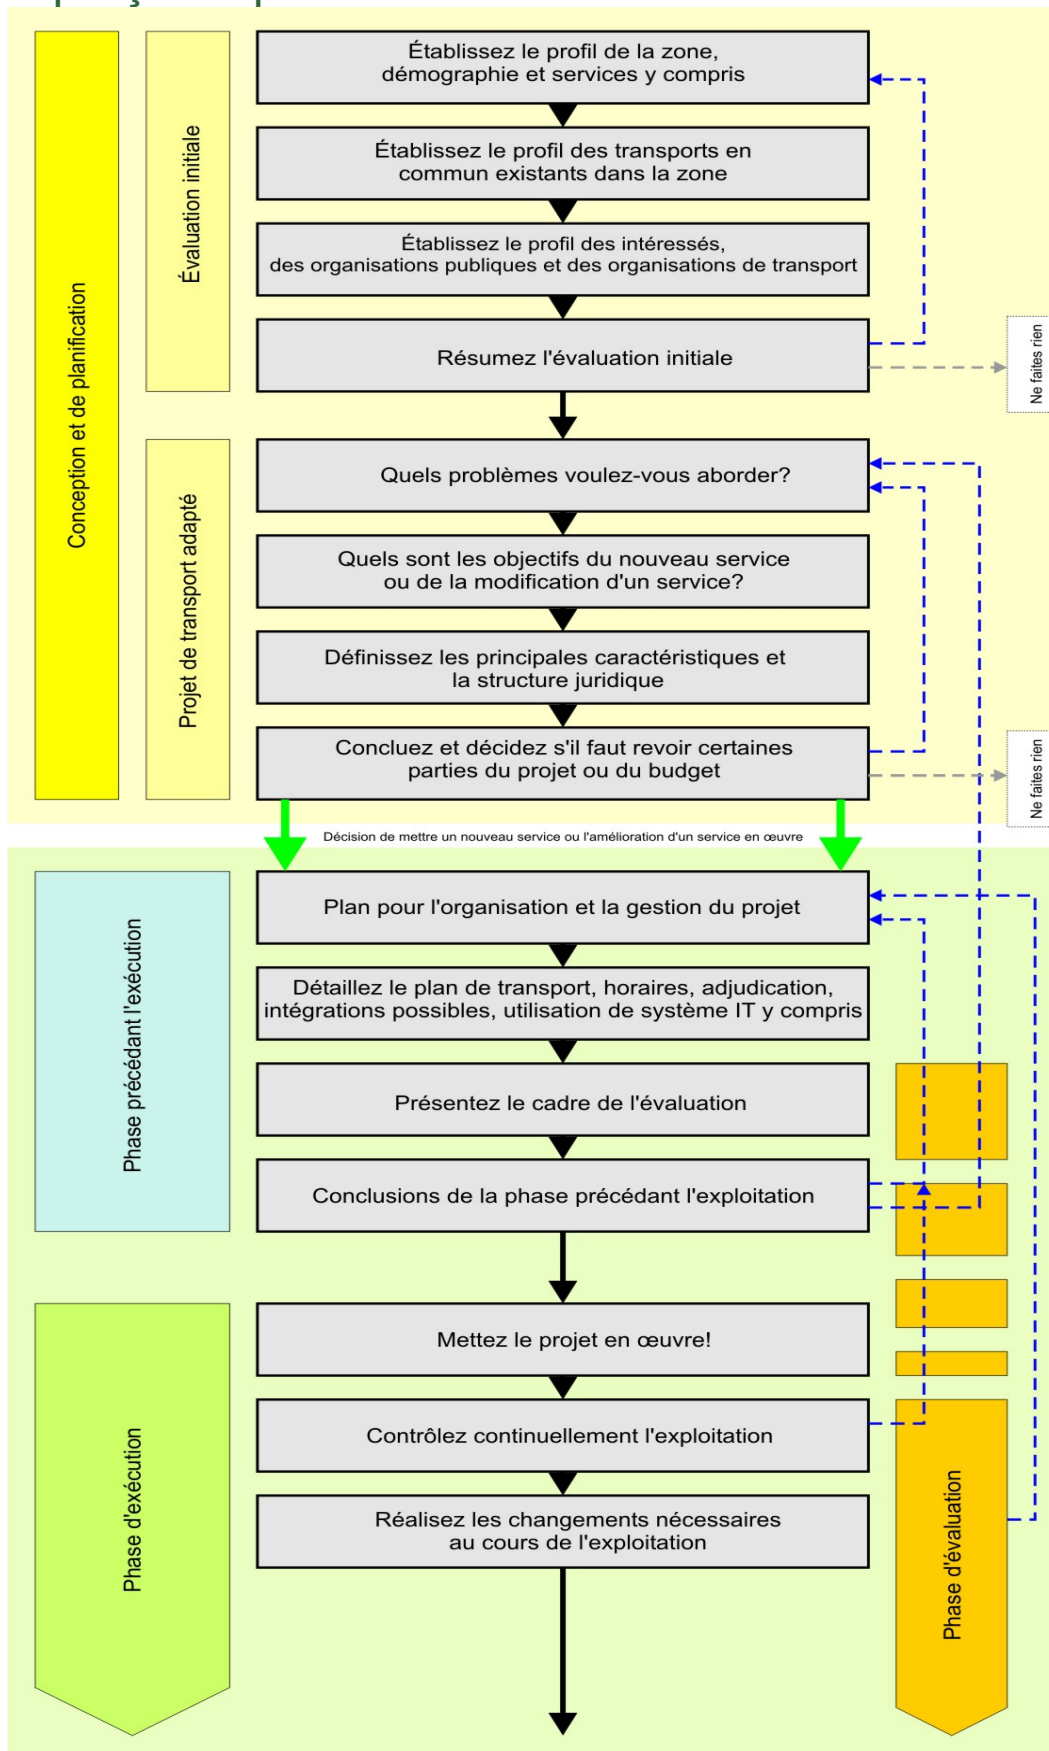 Conception et de planification
Évaluation initiale
Établissez le profil de la zone,
démographie et services y compris
Établissez le profil des transports en
commun existants dans la zone
Établissez le profil des intéressés,
des organisations publiques et des organisations de transport
Résumez l'évaluation initiale
Ne faites rien
Projet de transport adapté
Quels problèmes voulez-vous aborder?
Quels sont les objectifs du nouveau service
ou de la modification d'un service?
Définissez les principales caractéristiques et
la structure juridique
Concluez et décidez s'il faut revoir certaines
parties du projet ou du budget
Ne faites rien
Décision de mettre un nouveau service ou l'amélioration d'un service en œuvre
Phase précédant l'exécution
Plan pour l'organisation et la gestion du projet
Détaillez le plan de transport, horaires, adjudication,
intégrations possibles, utilisation de système IT y compris
Présentez le cadre de l'évaluation
Conclusions de la phase précédant l'exploitation
Phase d'exécution
Mettez le projet en œuvre!
Contrôlez continuellement l'exploitation
Réalisez les changements nécessaires
au cours de l'exploitation
Phase d'évaluation